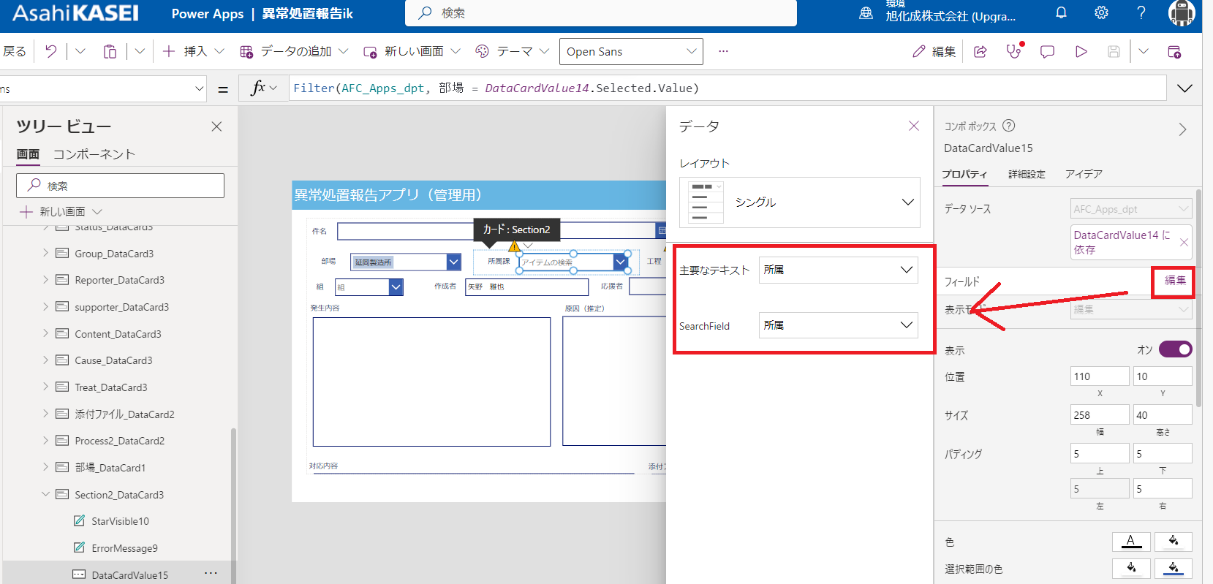 AsahiKASEI Power Apps | 異常処置報告ik 検索 環境 旭化成株式会社 (Upgra... ?
戻る 挿入 データの追加 新しい画面 テーマ Open Sans ... 編集
ns = fx Filter(AFC_Apps_dpt, 部場 = DataCardValue14.Selected.Value)
ツリー ビュー
画面 コンポーネント
検索
新しい画面
Status_DataCard3
Group_DataCard3
Reporter_DataCard3
supporter_DataCard3
Content_DataCard3
Cause_DataCard3
Treat_DataCard3
添付ファイル_DataCard2
Process2_DataCard2
部場_DataCard1
Section2_DataCard3
StarVisible10
ErrorMessage9
DataCardValue15 ...
異常処置報告アプリ（管理用）
件名
カード : Section2
部場 延岡製造所 所属課 アイテムの検索 工程
組 組 作成者 矢野 雅也 応援者
発生内容 原因（推定）
対応内容 添付
データ
レイアウト
シングル
主要なテキスト 所属
SearchField 所属
コンボ ボックス ?
DataCardValue15
プロパティ 詳細設定 アイデア
データ ソース AFC_Apps_dpt
DataCardValue14 に
依存
フィールド 編集
表示モード 編集
表示 オン
位置 110 10
X Y
サイズ 258 40
幅 高さ
パディング 5 5
上 下
5 5
左 右
色 A
選択範囲の色